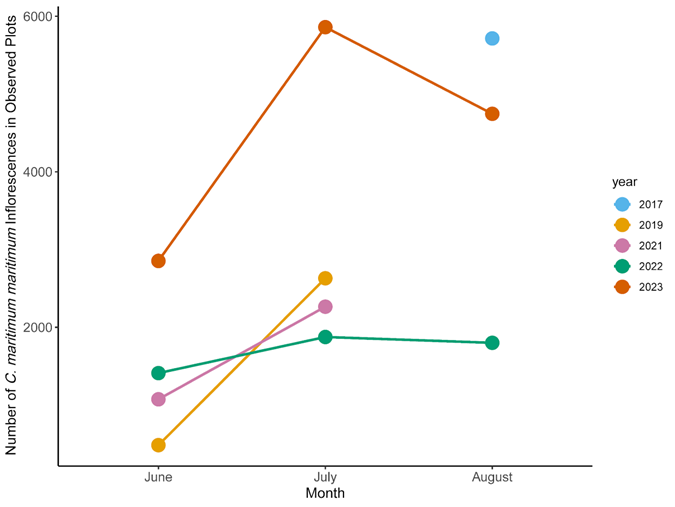 Number of C. maritimum maritimum Inflorescences in Observed Plots
6000
4000
2000
June
July
August
Month
year
2017
2019
2021
2022
2023